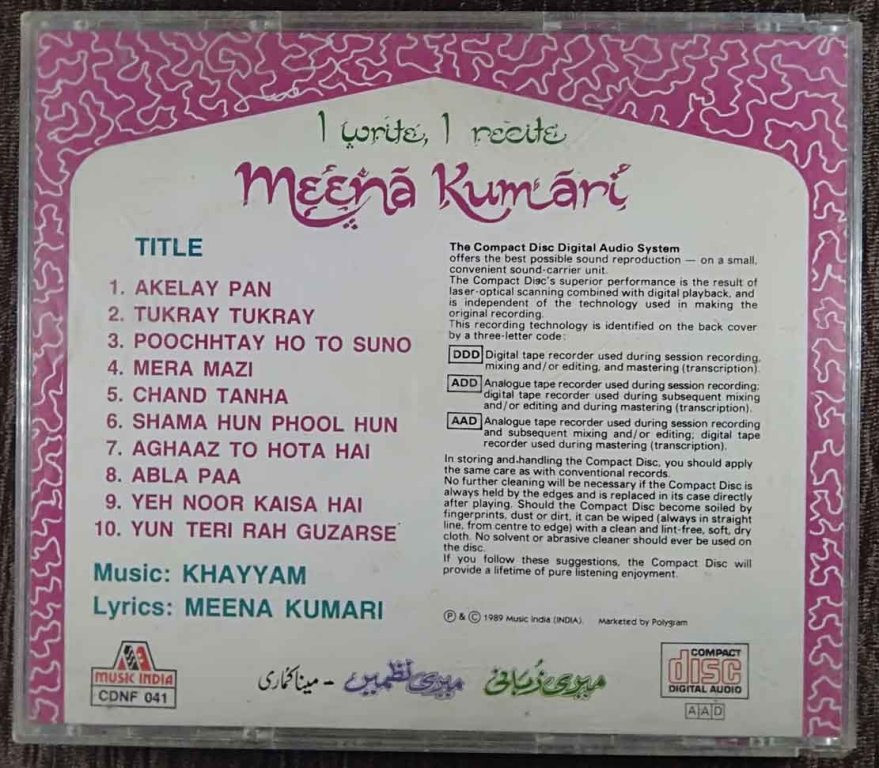 I write, I recite
Meena Kumari
TITLE
1. AKELAY PAN
2. TUKRAY TUKRAY
3. POOCHHTAY HO TO SUNO
4. MERA MAZI
5. CHAND TANHA
6. SHAMA HUN PHOOL HUN
7. AGHAAZ TO HOTA HAI
8. ABLA PAA
9. YEH NOOR KAISA HAI
10. YUN TERI RAH GUZARSE
Music: KHAYYAM
Lyrics: MEENA KUMARI
The Compact Disc Digital Audio System
offers the best possible sound reproduction — on a small,
convenient sound-carrier unit.
The Compact Disc's superior performance is the result of
laser-optical scanning combined with digital playback, and
is independent of the technology used in making the
original recording.
This recording technology is identified on the back cover
by a three-letter code:
DDD Digital tape recorder used during session recording,
mixing and/or editing, and mastering (transcription).
ADD Analogue tape recorder used during session recording;
digital tape recorder used during subsequent mixing
and/or editing and during mastering (transcription).
AAD Analogue tape recorder used during session recording
and subsequent mixing and/or editing; digital tape
recorder used during mastering (transcription).
In storing and handling the Compact Disc, you should apply
the same care as with conventional records.
No further cleaning will be necessary if the Compact Disc is
always held by the edges and is replaced in its case directly
after playing. Should the Compact Disc become soiled by
fingerprints, dust or dirt, it can be wiped (always in straight
line, from centre to edge) with a clean and lint-free, soft, dry
cloth. No solvent or abrasive cleaner should ever be used on
the disc.
If you follow these suggestions, the Compact Disc will
provide a lifetime of pure listening enjoyment.
Ⓟ & © 1989 Music India (INDIA). Marketed by Polygram
MUSIC INDIA
CDNF 041
میری زبانی میری نظمیں - مینا کماری
COMPACT
disc
DIGITAL AUDIO
AAD